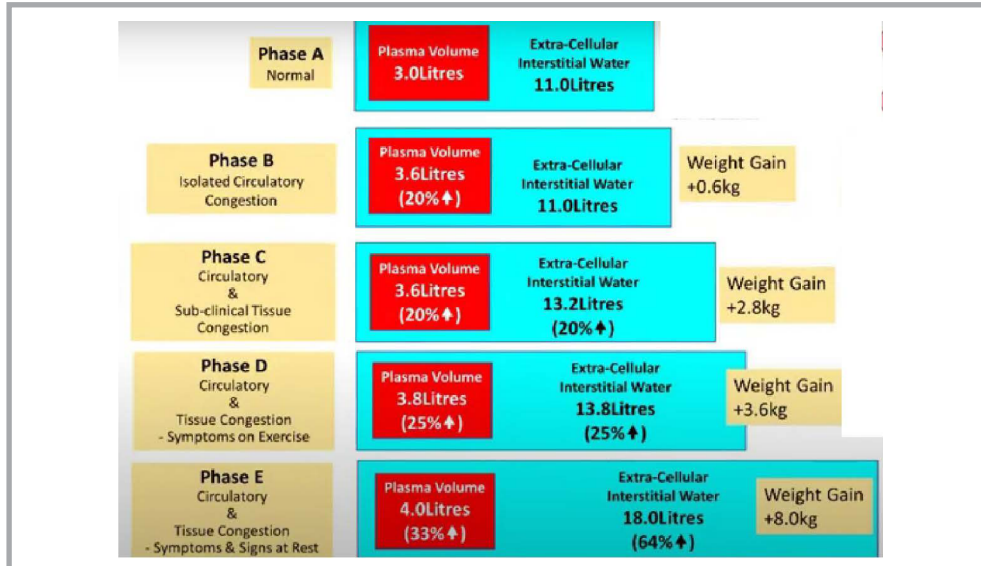 Phase A
Normal
Plasma Volume
3.0Litres
Extra-Cellular
Interstitial Water
11.0Litres
Phase B
Isolated Circulatory
Congestion
Plasma Volume
3.6Litres
(20%↑)
Extra-Cellular
Interstitial Water
11.0Litres
Weight Gain
+0.6kg
Phase C
Circulatory
&
Sub-clinical Tissue
Congestion
Plasma Volume
3.6Litres
(20%↑)
Extra-Cellular
Interstitial Water
13.2Litres
(20%↑)
Weight Gain
+2.8kg
Phase D
Circulatory
&
Tissue Congestion
- Symptoms on Exercise
Plasma Volume
3.8Litres
(25%↑)
Extra-Cellular
Interstitial Water
13.8Litres
(25%↑)
Weight Gain
+3.6kg
Phase E
Circulatory
&
Tissue Congestion
- Symptoms & Signs at Rest
Plasma Volume
4.0Litres
(33%↑)
Extra-Cellular
Interstitial Water
18.0Litres
(64%↑)
Weight Gain
+8.0kg